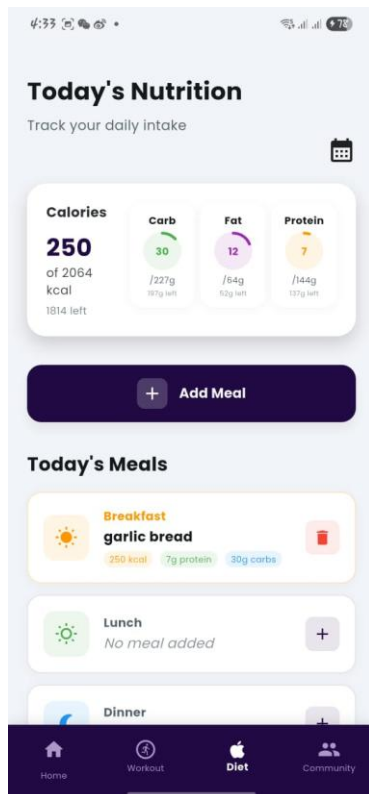 4:33
78
Today's Nutrition
Track your daily intake
Calories
250
of 2064
kcal
1814 left
Carb
30
/227g
197g left
Fat
12
/64g
52g left
Protein
7
/144g
137g left
+ Add Meal
Today's Meals
Breakfast
garlic bread
250 kcal 7g protein 30g carbs
Lunch
No meal added
+
Dinner
+
Home Workout Diet Community